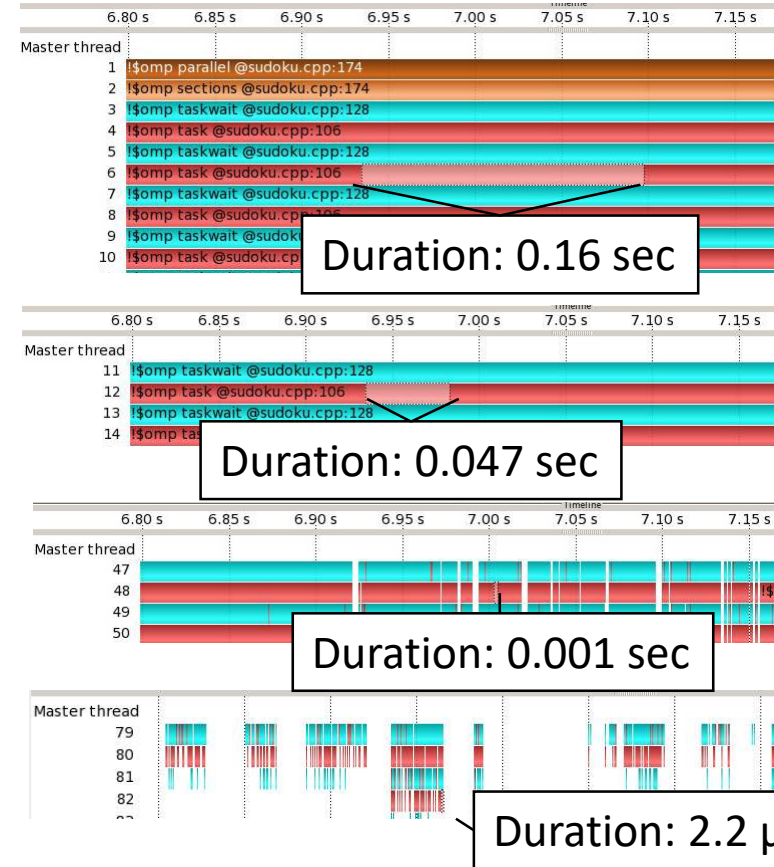 Timeline
6.80 s 6.85 s 6.90 s 6.95 s 7.00 s 7.05 s 7.10 s 7.15 s
Master thread
1 !$omp parallel @sudoku.cpp:174
2 !$omp sections @sudoku.cpp:174
3 !$omp taskwait @sudoku.cpp:128
4 !$omp task @sudoku.cpp:106
5 !$omp taskwait @sudoku.cpp:128
6 !$omp task @sudoku.cpp:106
7 !$omp taskwait @sudoku.cpp:128
8 !$omp task @sudoku.cpp:106
9 !$omp taskwait @sudok
10 !$omp task @sudoku.cp
Duration: 0.16 sec
Timeline
6.80 s 6.85 s 6.90 s 6.95 s 7.00 s 7.05 s 7.10 s 7.15 s
Master thread
11 !$omp taskwait @sudoku.cpp:128
12 !$omp task @sudoku.cpp:106
13 !$omp taskwait @sudoku.cpp:128
14 !$omp tas
Duration: 0.047 sec
Timeline
6.80 s 6.85 s 6.90 s 6.95 s 7.00 s 7.05 s 7.10 s 7.15 s
Master thread
47
48 !$
49
50
Duration: 0.001 sec
Master thread
79
80
81
82
Duration: 2.2 μ